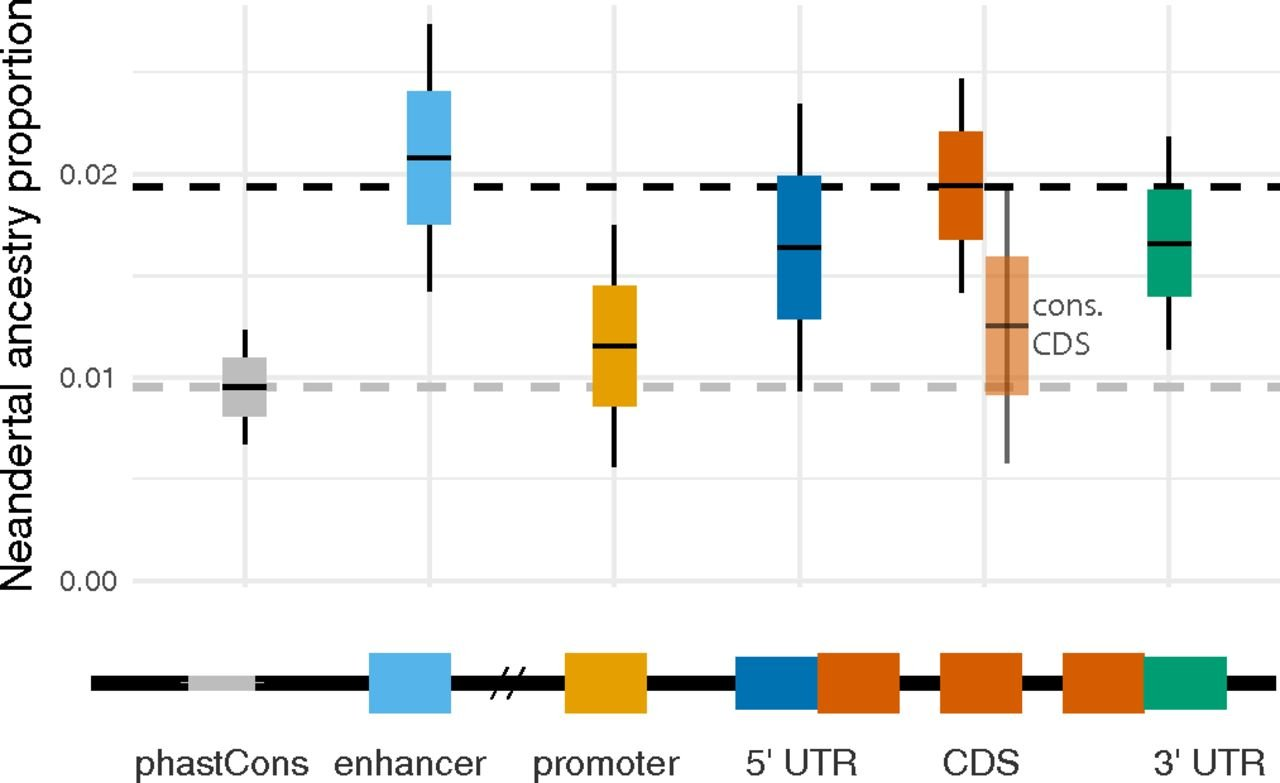 Neandertal ancestry proportion
0.02
0.01
0.00
cons.
CDS
phastCons enhancer promoter 5' UTR CDS 3' UTR